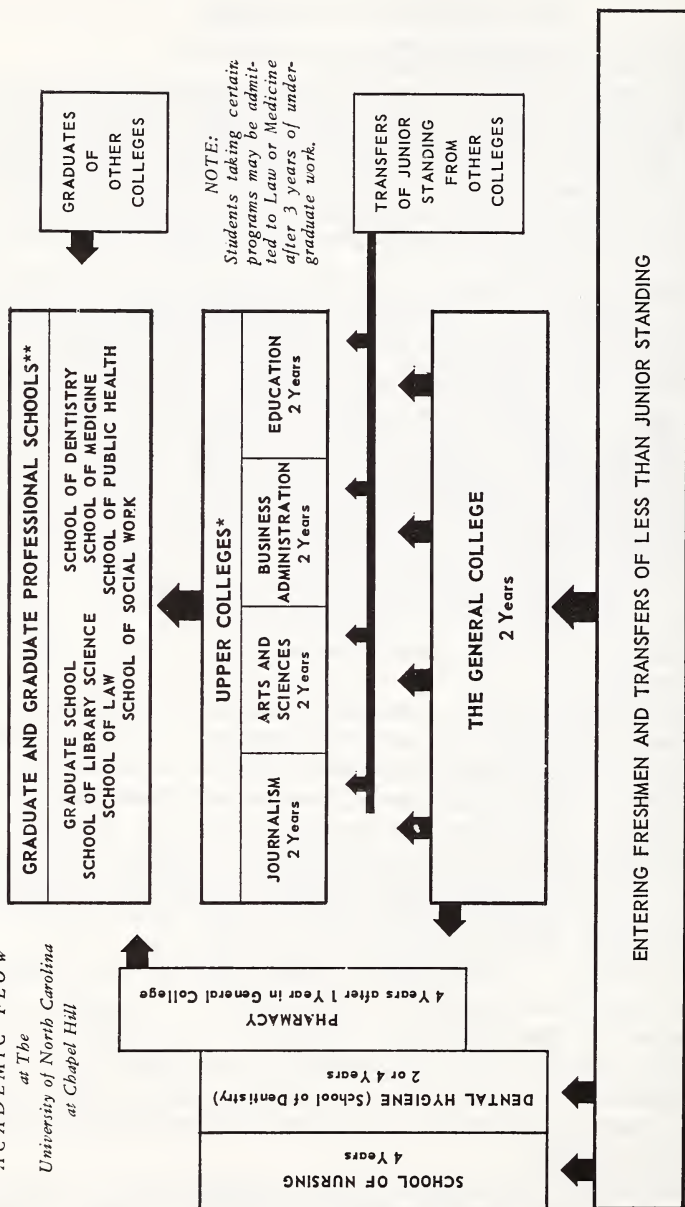 ACADEMIC FLOW
at The
University of North Carolina
at Chapel Hill
GRADUATE AND GRADUATE PROFESSIONAL SCHOOLS**
GRADUATE SCHOOL
SCHOOL OF LIBRARY SCIENCE
SCHOOL OF LAW
SCHOOL OF DENTISTRY
SCHOOL OF MEDICINE
SCHOOL OF PUBLIC HEALTH
SCHOOL OF SOCIAL WORK
GRADUATES
OF
OTHER
COLLEGES
NOTE:
Students taking certain
programs may be admit-
ted to Law or Medicine
after 3 years of under-
graduate work.
UPPER COLLEGES*
JOURNALISM
2 Years
ARTS AND
SCIENCES
2 Years
BUSINESS
ADMINISTRATION
2 Years
EDUCATION
2 Years
TRANSFERS
OF JUNIOR
STANDING
FROM
OTHER
COLLEGES
THE GENERAL COLLEGE
2 Years
PHARMACY
4 Years after 1 Year in General College
DENTAL HYGIENE (School of Dentistry)
2 or 4 Years
SCHOOL OF NURSING
4 Years
ENTERING FRESHMEN AND TRANSFERS OF LESS THAN JUNIOR STANDING